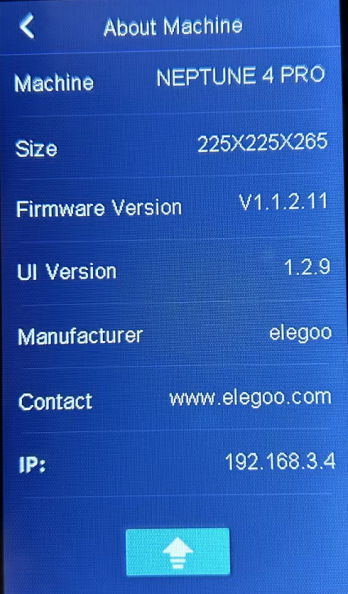 About Machine
Machine NEPTUNE 4 PRO
Size 225X225X265
Firmware Version V1.1.2.11
UI Version 1.2.9
Manufacturer elegoo
Contact www.elegoo.com
IP: 192.168.3.4